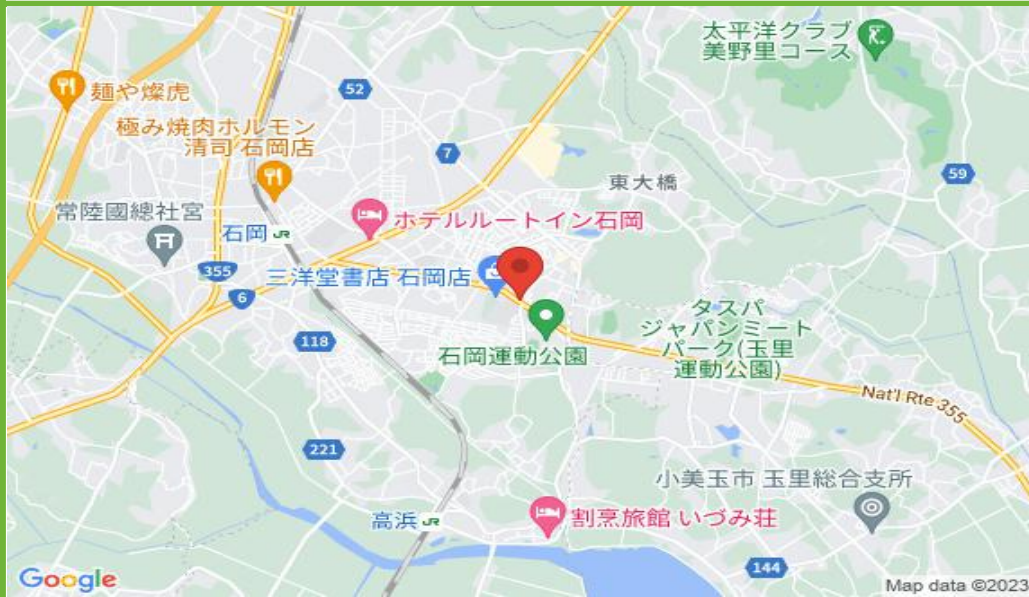 太平洋クラブ
美野里コース
52
麺や燦虎
極み焼肉ホルモン
清司 石岡店
7
59
東大橋
常陸國總社宮
石岡 JR
ホテルルートイン石岡
355
6
三洋堂書店 石岡店
タスパ
ジャパンミート
パーク(玉里
運動公園)
118
石岡運動公園
Nat'l Rte 355
221
小美玉市 玉里総合支所
高浜 JR
割烹旅館 いづみ荘
144
Google
Map data ©2023